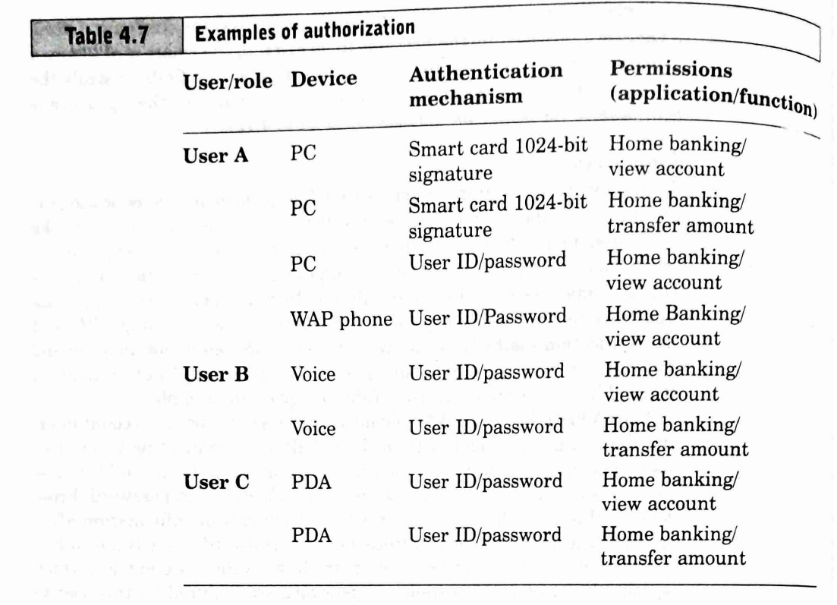 Table 4.7 Examples of authorization
User/role Device Authentication mechanism Permissions (application/function)
User A PC Smart card 1024-bit signature Home banking/ view account
PC Smart card 1024-bit signature Home banking/ transfer amount
PC User ID/password Home banking/ view account
WAP phone User ID/Password Home Banking/ view account
User B Voice User ID/password Home banking/ view account
Voice User ID/password Home banking/ transfer amount
User C PDA User ID/password Home banking/ view account
PDA User ID/password Home banking/ transfer amount